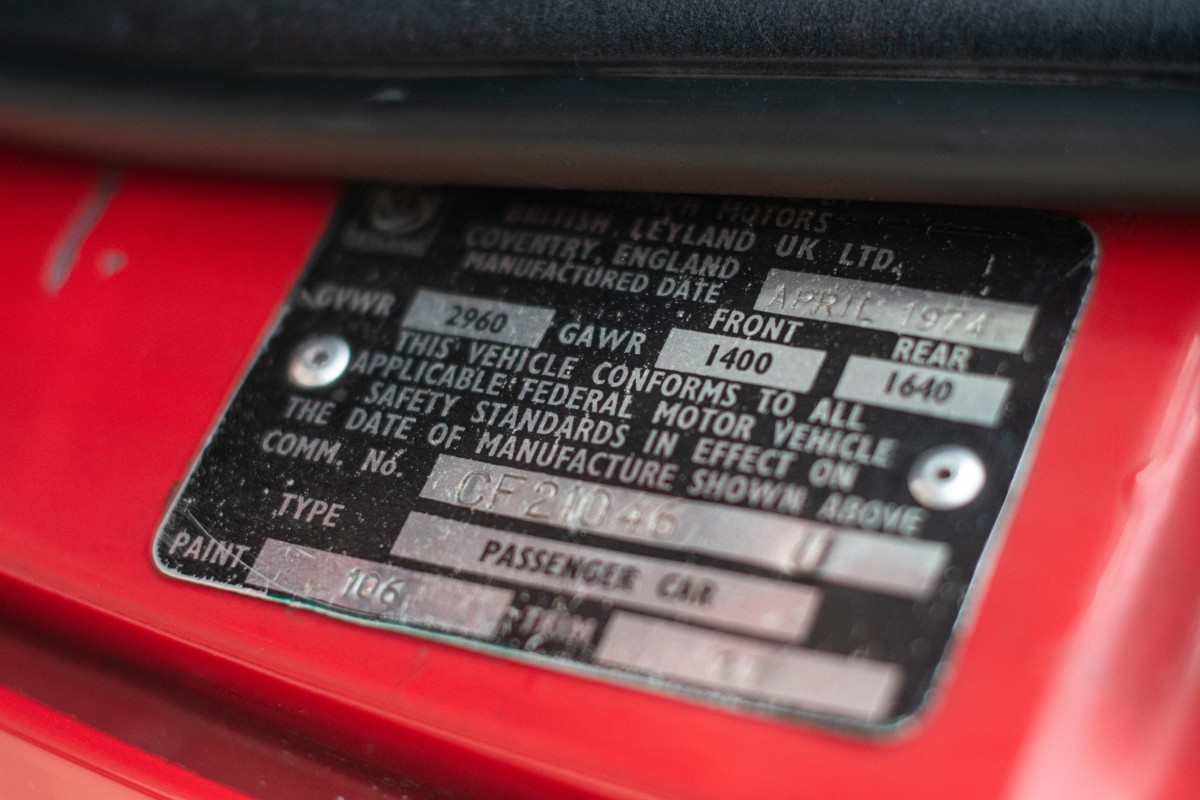 TRIUMPH MOTORS
BRITISH LEYLAND UK LTD.
COVENTRY, ENGLAND
MANUFACTURED DATE APRIL 1974
GVWR 2960 GAWR FRONT 1400 REAR 1640
THIS VEHICLE CONFORMS TO ALL
APPLICABLE FEDERAL MOTOR VEHICLE
SAFETY STANDARDS IN EFFECT ON
THE DATE OF MANUFACTURE SHOWN ABOVE
COMM. No. CF21046 U
TYPE PASSENGER CAR
PAINT 106 TRIM